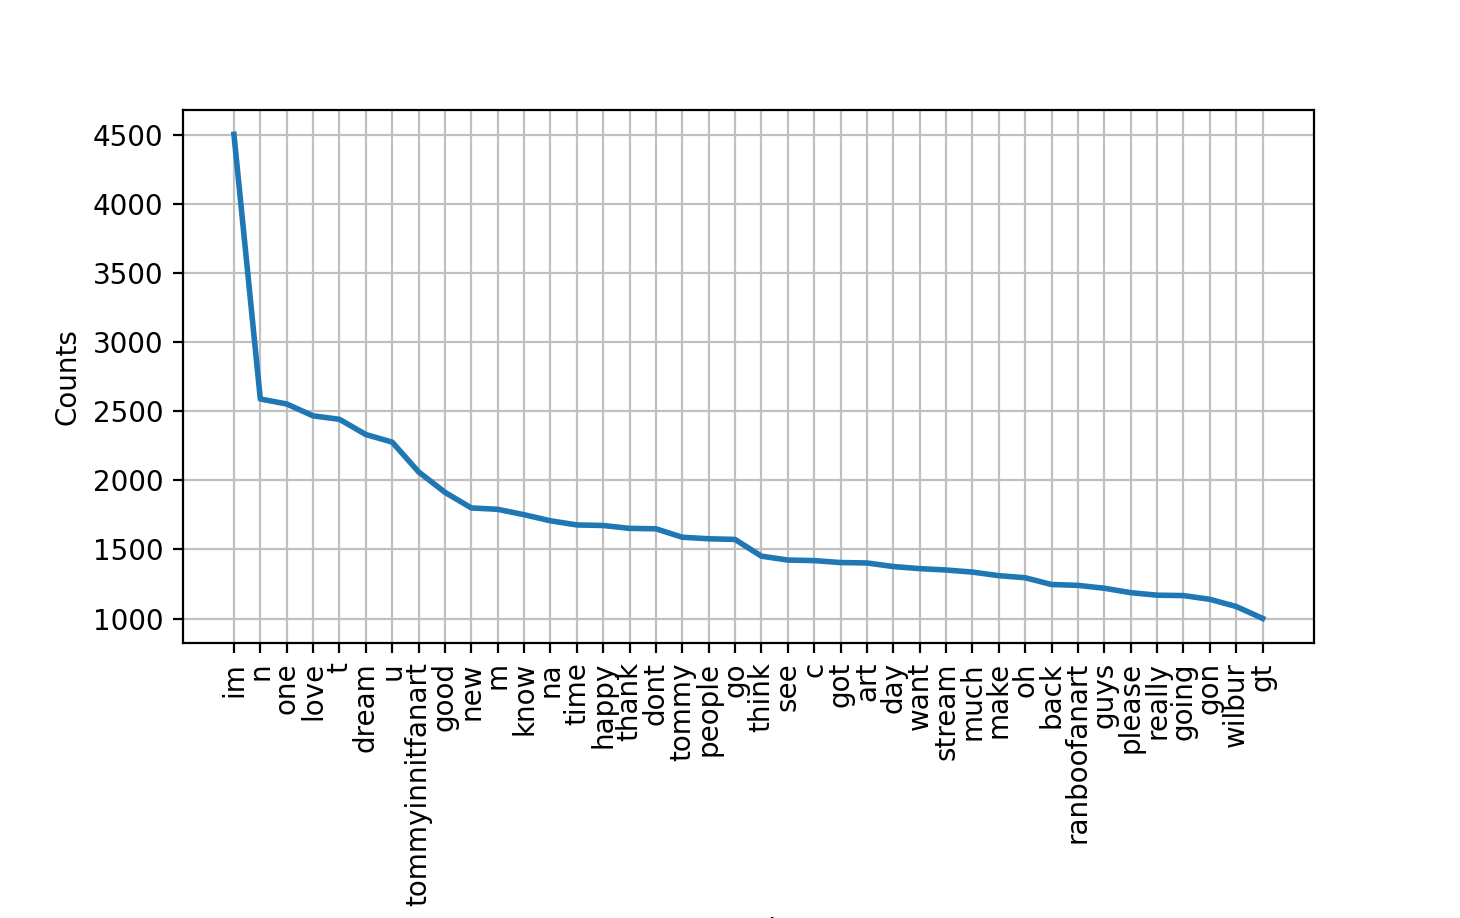 4500
4000
3500
3000
2500
2000
1500
1000
Counts
im
n
one
love
t
dream
u
tommyinnitfanart
good
new
m
know
na
time
happy
thank
dont
tommy
people
go
think
see
c
got
art
day
want
stream
much
make
oh
back
ranboofanart
guys
please
really
going
gon
wilbur
gt